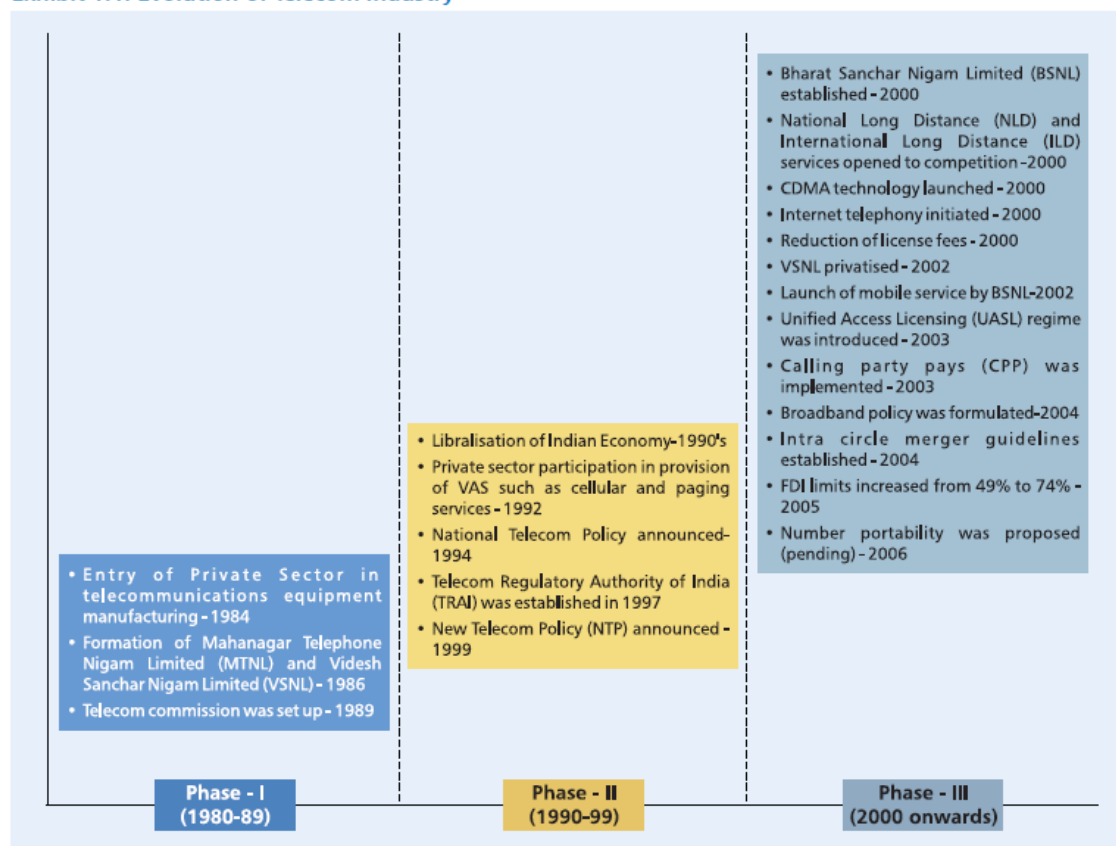 • Bharat Sanchar Nigam Limited (BSNL)
established - 2000
• National Long Distance (NLD) and
International Long Distance (ILD)
services opened to competition -2000
• CDMA technology launched - 2000
• Internet telephony initiated - 2000
• Reduction of license fees - 2000
• VSNL privatised - 2002
• Launch of mobile service by BSNL-2002
• Unified Access Licensing (UASL) regime
was introduced - 2003
• Calling party pays (CPP) was
implemented - 2003
• Broadband policy was formulated-2004
• Intra circle merger guidelines
established - 2004
• FDI limits increased from 49% to 74% -
2005
• Number portability was proposed
(pending) - 2006
• Libralisation of Indian Economy-1990's
• Private sector participation in provision
of VAS such as cellular and paging
services - 1992
• National Telecom Policy announced-
1994
• Telecom Regulatory Authority of India
(TRAI) was established in 1997
• New Telecom Policy (NTP) announced -
1999
• Entry of Private Sector in
telecommunications equipment
manufacturing - 1984
• Formation of Mahanagar Telephone
Nigam Limited (MTNL) and Videsh
Sanchar Nigam Limited (VSNL) - 1986
• Telecom commission was set up - 1989
Phase - I
(1980-89)
Phase - II
(1990-99)
Phase - III
(2000 onwards)